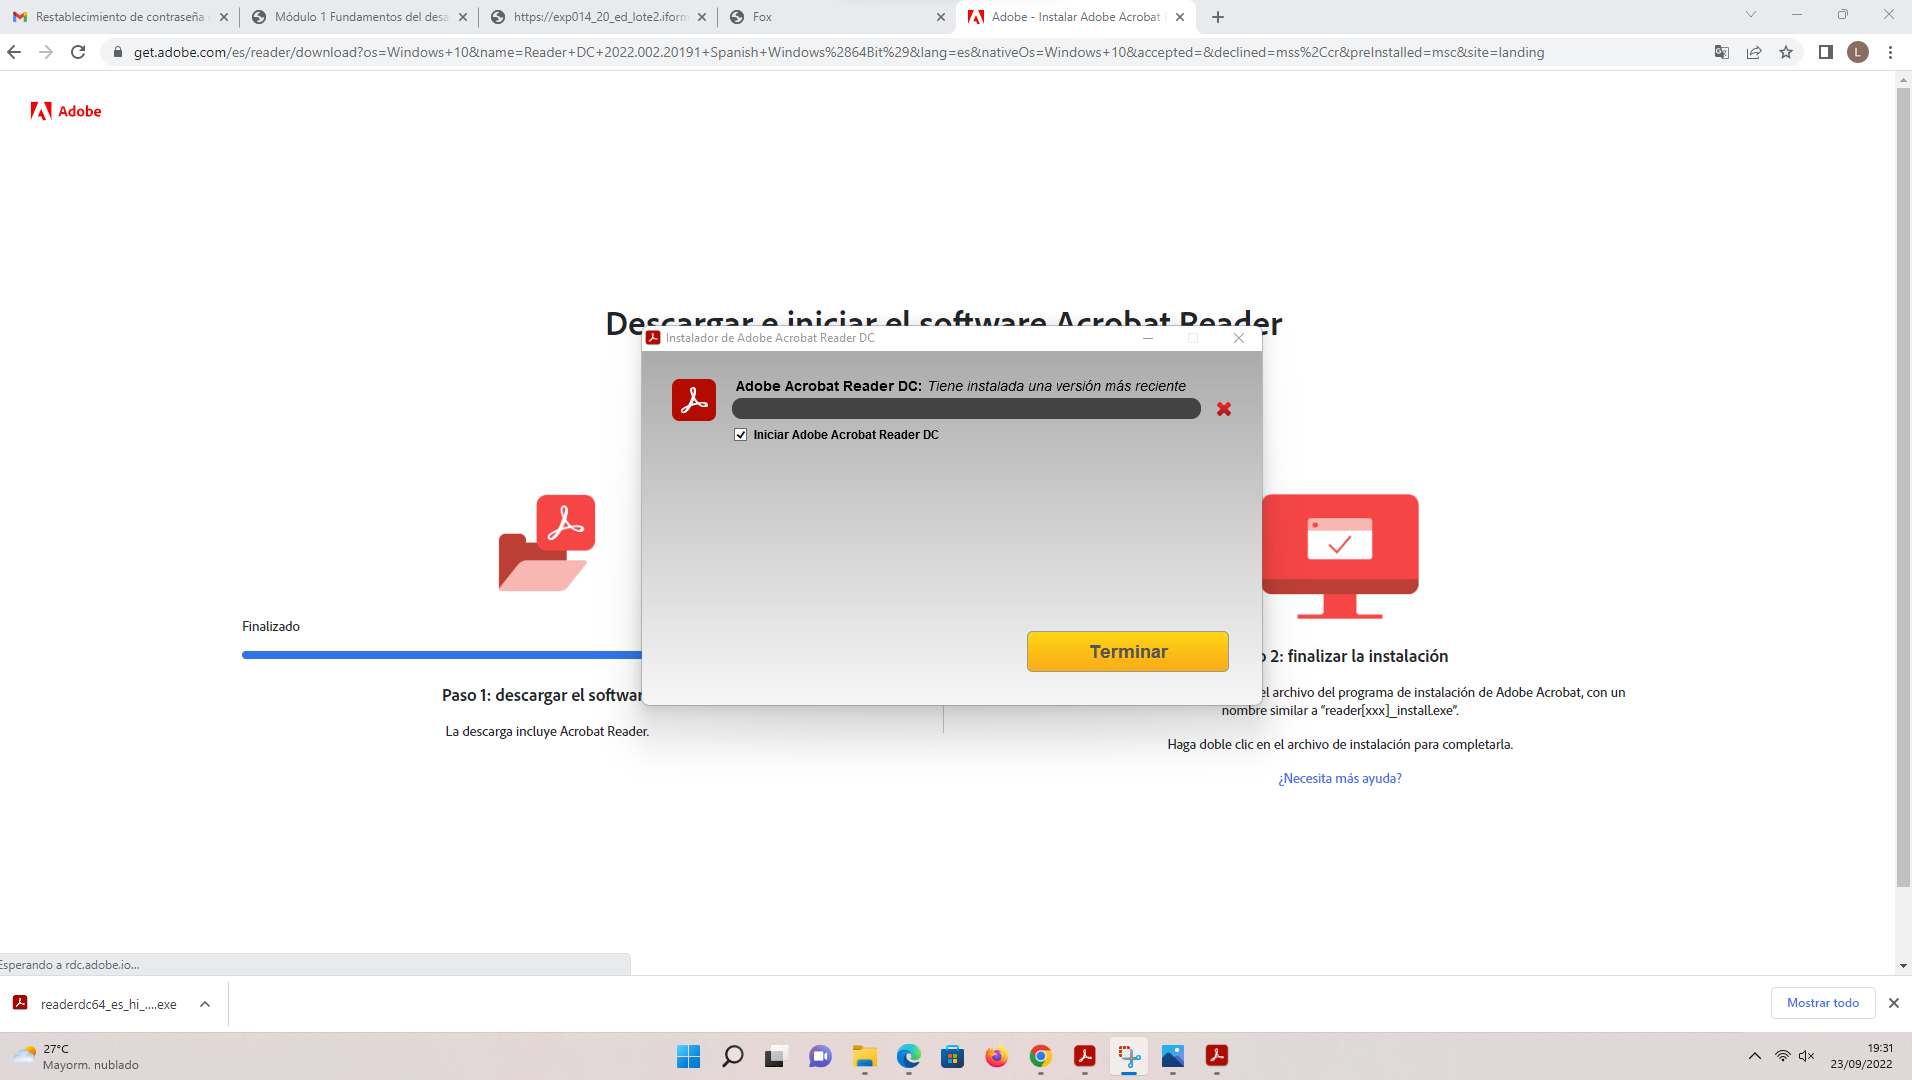 Restablecimiento de contraseña
Módulo 1 Fundamentos del desa
https://exp014_20_ed_lote2.iforn
Fox
Adobe - Instalar Adobe Acrobat
get.adobe.com/es/reader/download?os=Windows+10&name=Reader+DC+2022.002.20191+Spanish+Windows%2864Bit%29&lang=es&nativeOs=Windows+10&accepted=&declined=mss%2Ccr&preInstalled=msc&site=landing
L
Adobe
Descargar e iniciar el software Acrobat Reader
Instalador de Adobe Acrobat Reader DC
Adobe Acrobat Reader DC: Tiene instalada una versión más reciente
Iniciar Adobe Acrobat Reader DC
Terminar
Finalizado
Paso 1: descargar el softwar
La descarga incluye Acrobat Reader.
o 2: finalizar la instalación
el archivo del programa de instalación de Adobe Acrobat, con un
nombre similar a “reader[xxx]_install.exe”.
Haga doble clic en el archivo de instalación para completarla.
¿Necesita más ayuda?
Esperando a rdc.adobe.io...
readerdc64_es_hi_....exe
Mostrar todo
27°C
Mayorm. nublado
19:31
23/09/2022